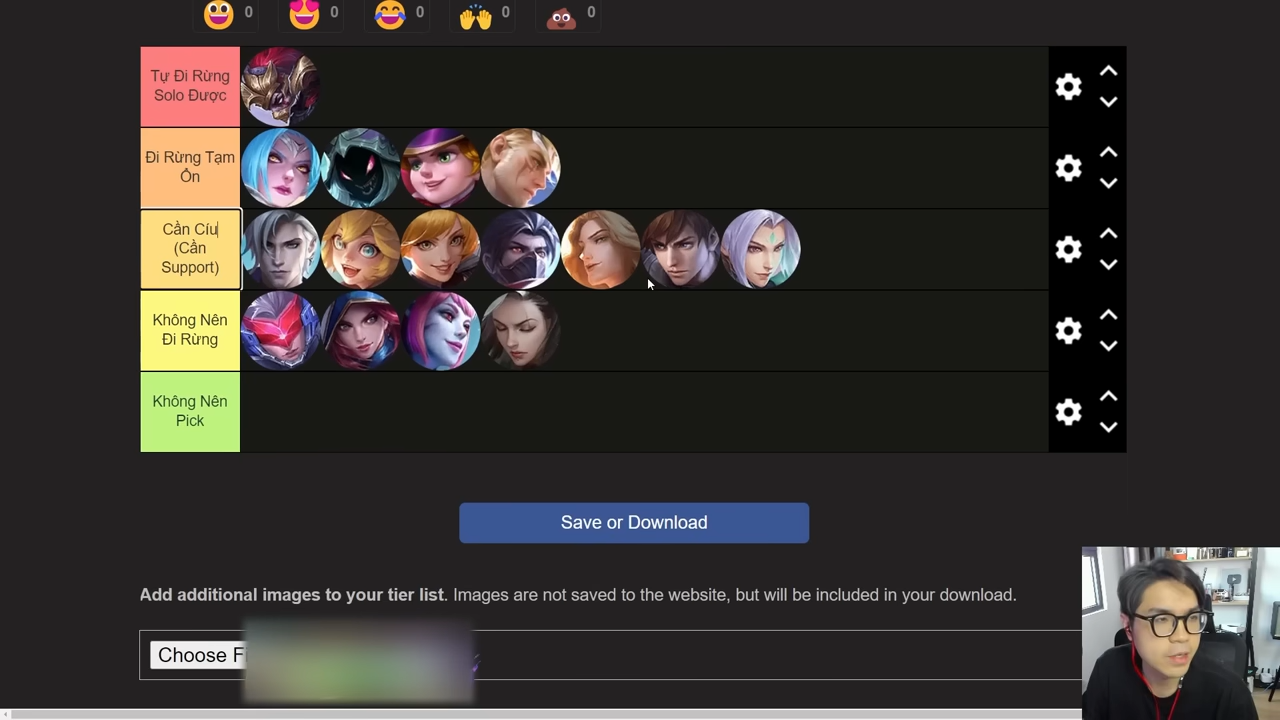 0 0 0 0 0
Tự Đi Rừng
Solo Được
Đi Rừng Tạm
Ổn
Cần Cíu
(Cần
Support)
Không Nên
Đi Rừng
Không Nên
Pick
Save or Download
Add additional images to your tier list. Images are not saved to the website, but will be included in your download.
Choose Fi